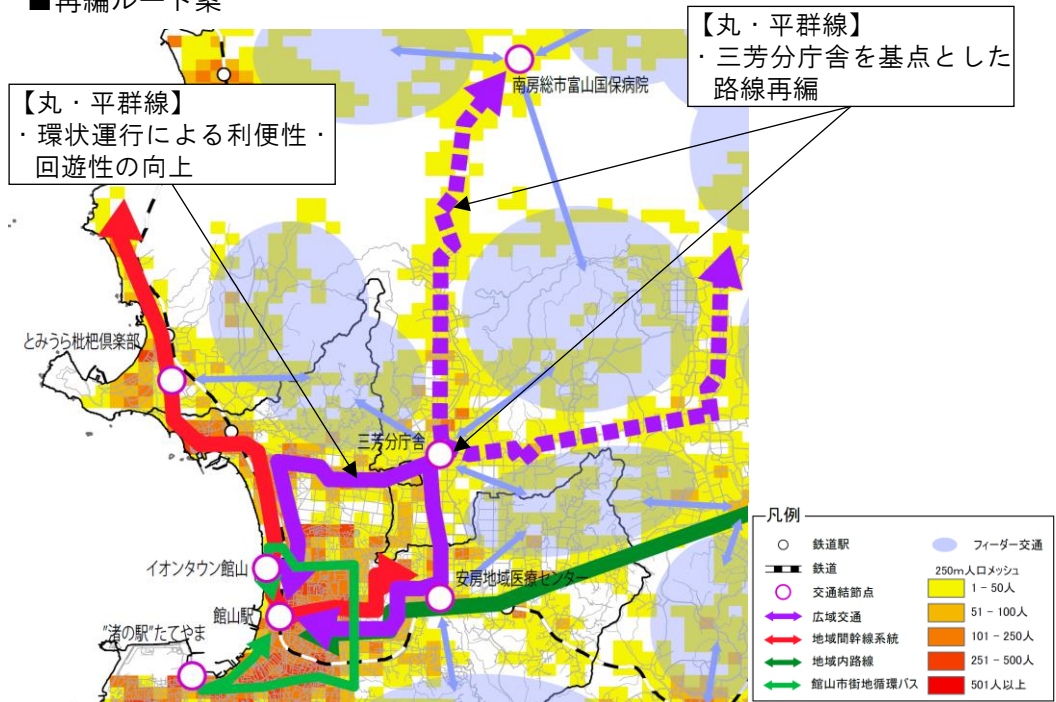 ■再編ルート案
【丸・平群線】
・三芳分庁舎を基点とした
路線再編
【丸・平群線】
・環状運行による利便性・
回遊性の向上
南房総市富山国保病院
とみうら枇杷倶楽部
三芳分庁舎
イオンタウン館山
安房地域医療センター
館山駅
"渚の駅"たてやま
凡例
鉄道駅
鉄道
交通結節点
広域交通
地域間幹線系統
地域内路線
館山市街地循環バス
フィーダー交通
250m人口メッシュ
1 - 50人
51 - 100人
101 - 250人
251 - 500人
501人以上